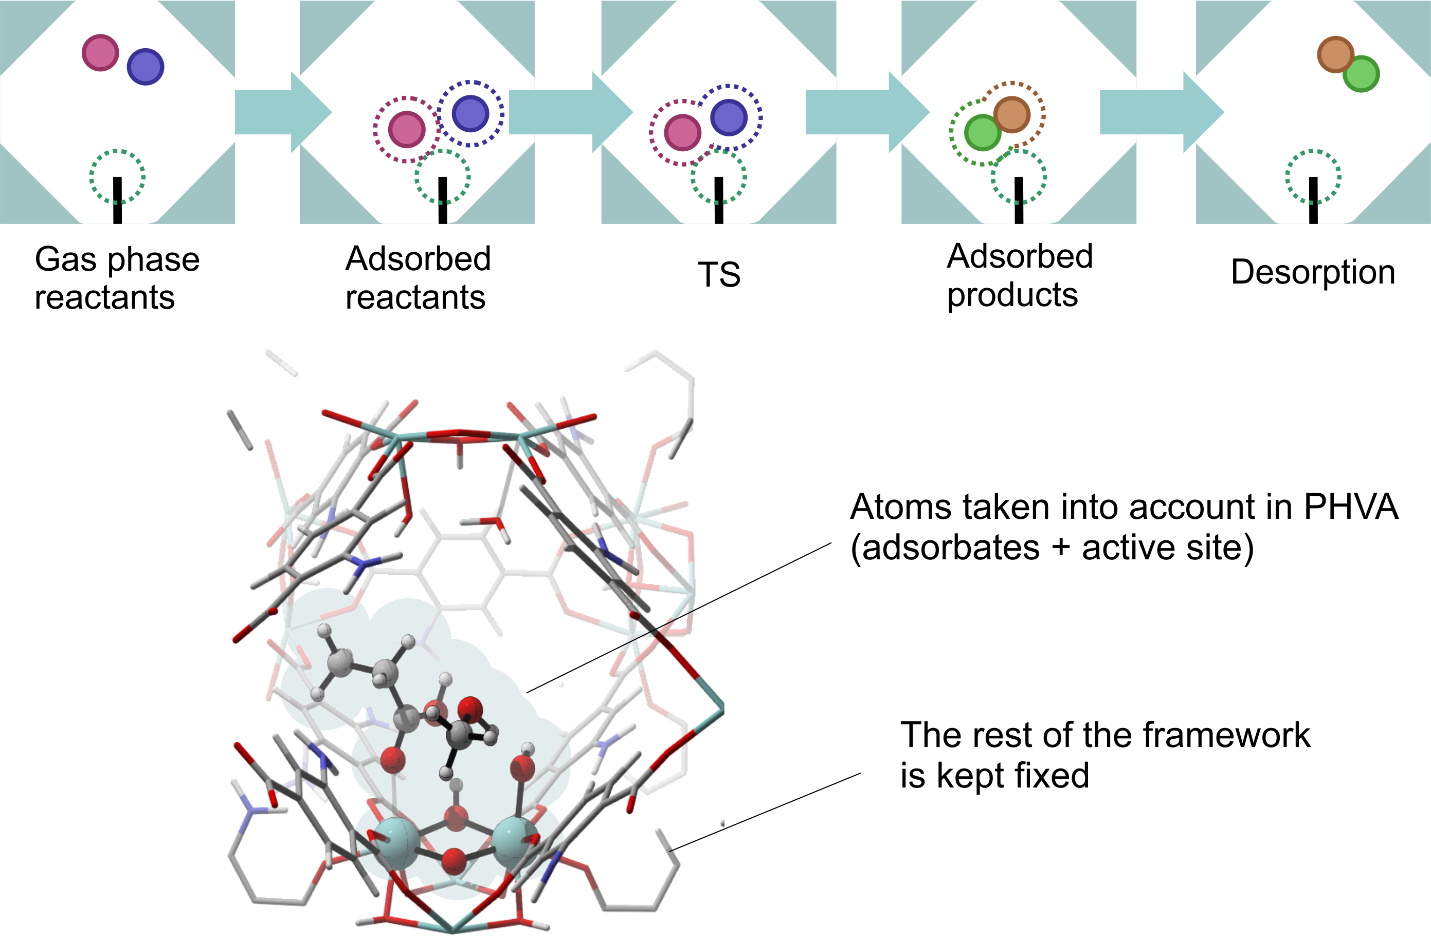 Gas phase
reactants
Adsorbed
reactants
TS
Adsorbed
products
Desorption
Atoms taken into account in PHVA
(adsorbates + active site)
The rest of the framework
is kept fixed